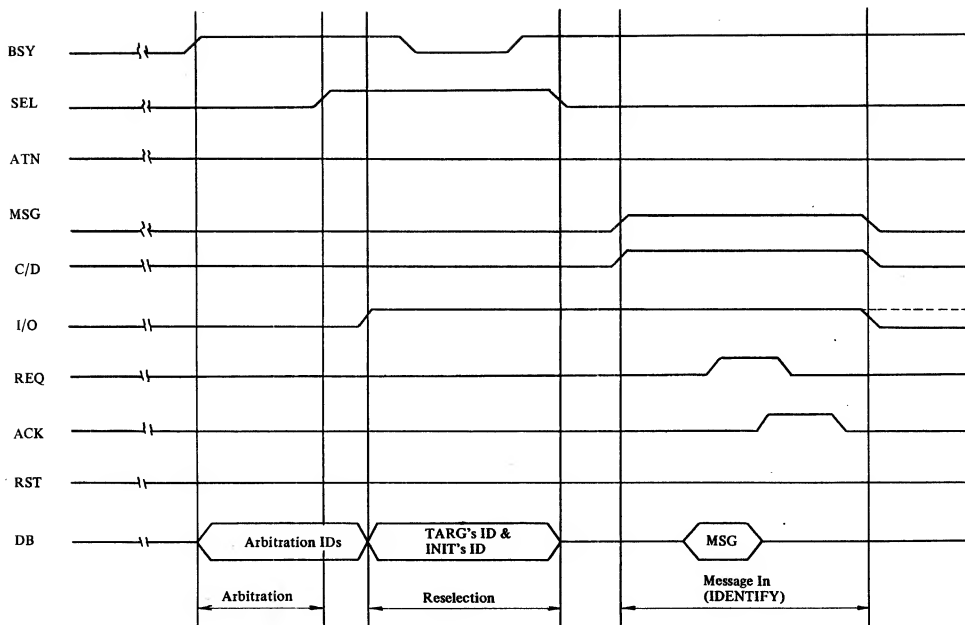 BSY
SEL
ATN
MSG
C/D
I/O
REQ
ACK
RST
DB
Arbitration IDs
TARG's ID &
INIT's ID
MSG
Arbitration
Reselection
Message In
(IDENTIFY)